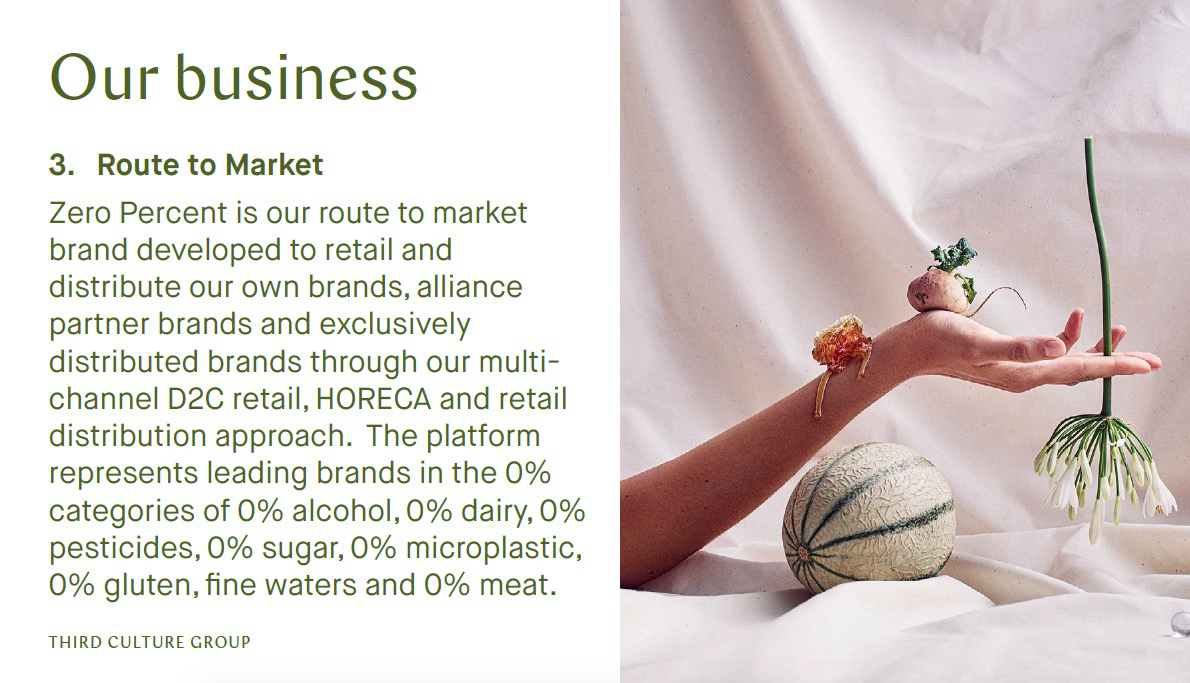 Our business
3. Route to Market
Zero Percent is our route to market
brand developed to retail and
distribute our own brands, alliance
partner brands and exclusively
distributed brands through our multi-
channel D2C retail, HORECA and retail
distribution approach.  The platform
represents leading brands in the 0%
categories of 0% alcohol, 0% dairy, 0%
pesticides, 0% sugar, 0% microplastic,
0% gluten, fine waters and 0% meat.
THIRD CULTURE GROUP